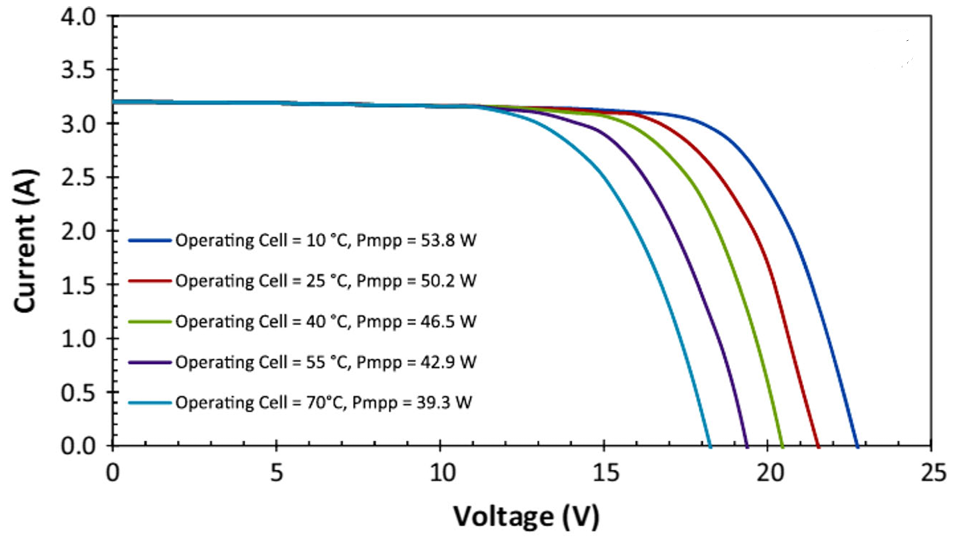 4.0
3.5
3.0
2.5
2.0
1.5
1.0
0.5
0.0
Current (A)
Operating Cell = 10 °C, Pmpp = 53.8 W
Operating Cell = 25 °C, Pmpp = 50.2 W
Operating Cell = 40 °C, Pmpp = 46.5 W
Operating Cell = 55 °C, Pmpp = 42.9 W
Operating Cell = 70°C, Pmpp = 39.3 W
0 5 10 15 20 25
Voltage (V)